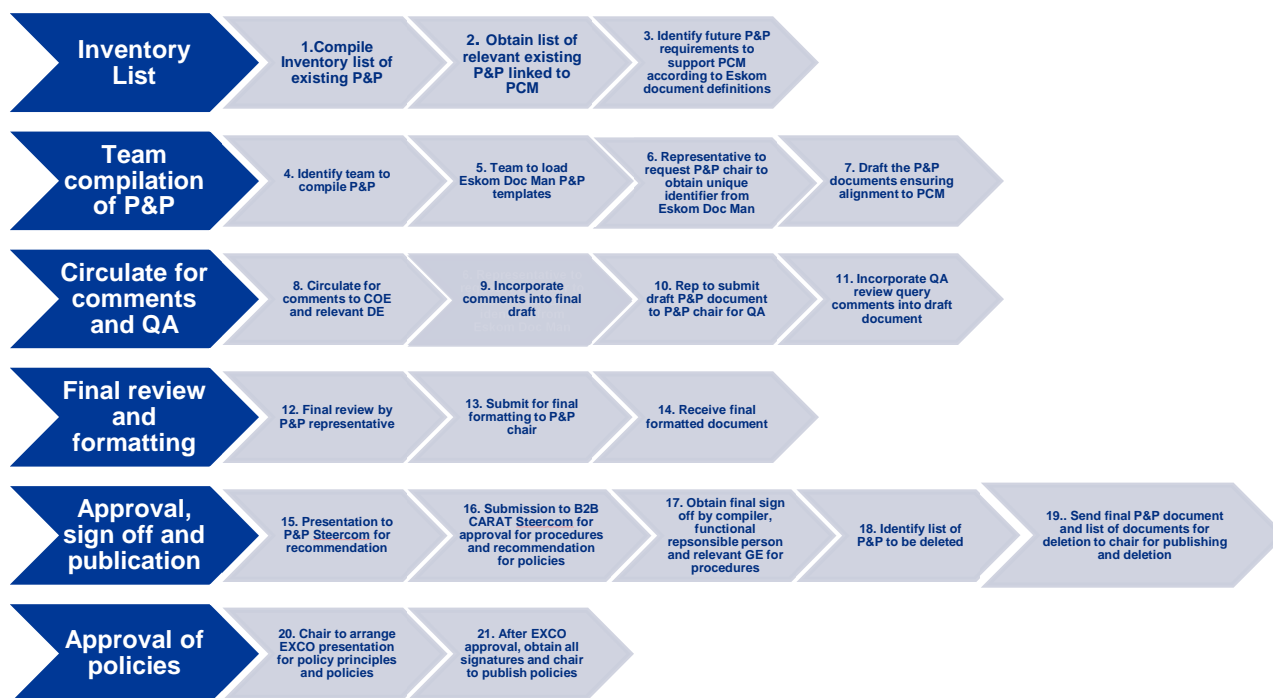 Inventory
List
1.Compile
Inventory list of
existing P&P
2. Obtain list of
relevant existing
P&P linked to
PCM
3. Identify future P&P
requirements to
support PCM
according to Eskom
document definitions
Team
compilation
of P&P
4. Identify team to
compile P&P
5. Team to load
Eskom Doc Man P&P
templates
6. Representative to
request P&P chair to
obtain unique
identifier from
Eskom Doc Man
7. Draft the P&P
documents ensuring
alignment to PCM
Circulate for
comments
and QA
8. Circulate for
comments to COE
and relevant DE
9. Incorporate
comments into final
draft
10. Rep to submit
draft P&P document
to P&P chair for QA
11. Incorporate QA
review query
comments into draft
document
Final review
and
formatting
12. Final review by
P&P representative
13. Submit for final
formatting to P&P
chair
14. Receive final
formatted document
Approval,
sign off and
publication
15. Presentation to
P&P Steercom for
recommendation
16. Submission to B2B
CARAT Steercom for
approval for procedures
and recommendation
for policies
17. Obtain final sign
off by compiler,
functional
repsonsible person
and relevant GE for
procedures
18. Identify list of
P&P to be deleted
19.. Send final P&P document
and list of documents for
deletion to chair for publishing
and deletion
Approval of
policies
20. Chair to arrange
EXCO presentation
for policy principles
and policies
21. After EXCO
approval, obtain all
signatures and chair
to publish policies